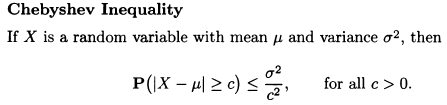 Chebyshev Inequality
If X is a random variable with mean μ and variance σ², then
P(|X − μ| ≥ c) ≤ σ²/c², for all c > 0.